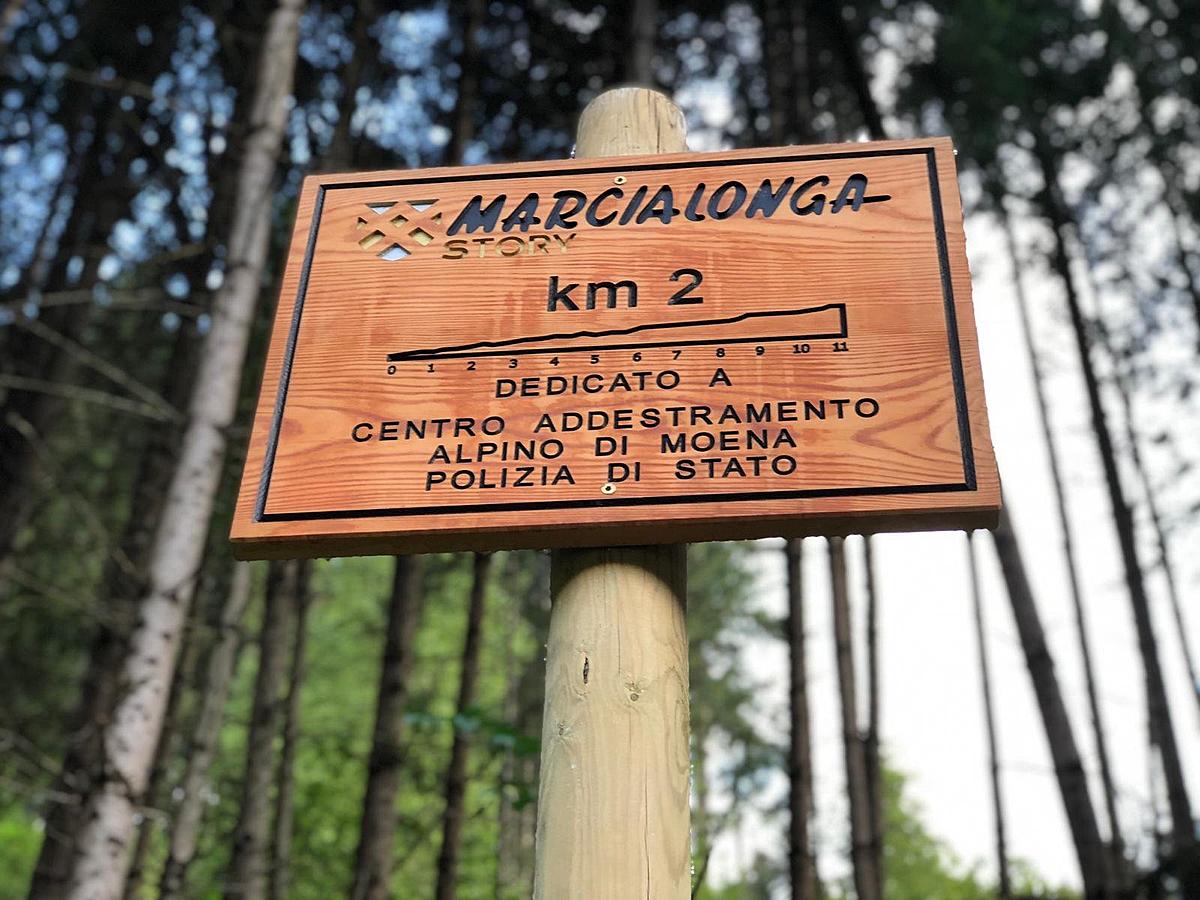 MARCIALONGA
STORY
km 2
0 1 2 3 4 5 6 7 8 9 10 11
DEDICATO A
CENTRO ADDESTRAMENTO
ALPINO DI MOENA
POLIZIA DI STATO